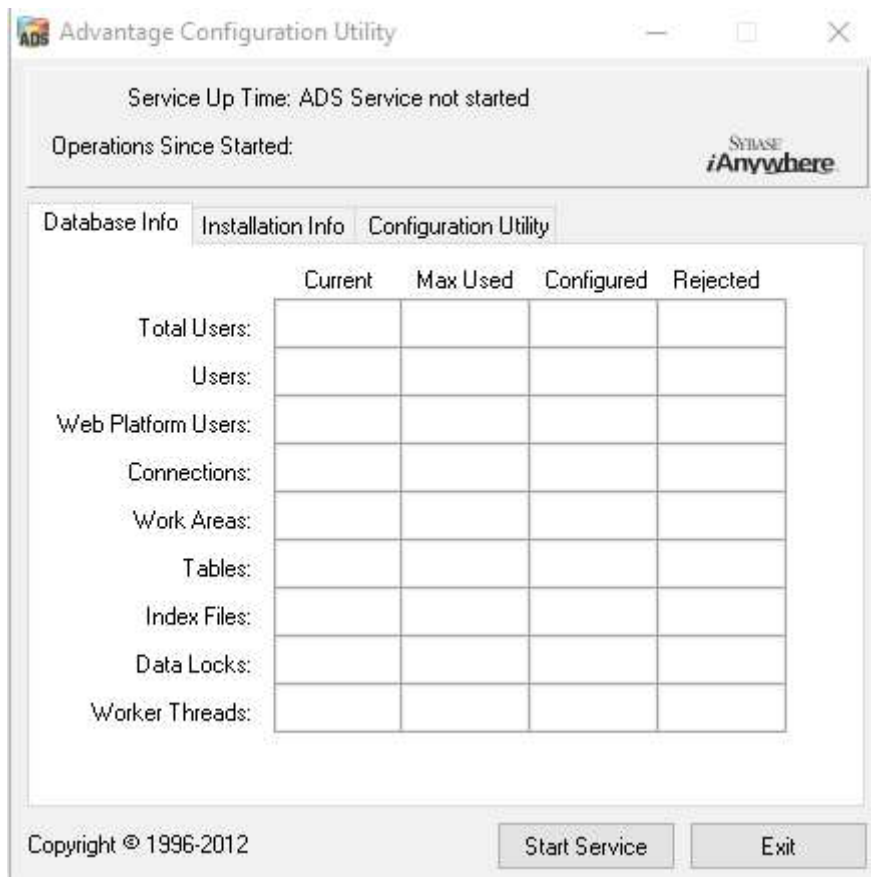 ADS Advantage Configuration Utility
Service Up Time: ADS Service not started
Operations Since Started:
SYBASE
iAnywhere
Database Info Installation Info Configuration Utility
Current Max Used Configured Rejected
Total Users:
Users:
Web Platform Users:
Connections:
Work Areas:
Tables:
Index Files:
Data Locks:
Worker Threads:
Copyright © 1996-2012 Start Service Exit